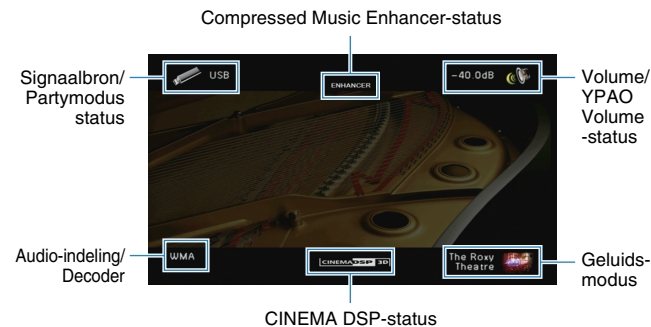 Compressed Music Enhancer-status
Signaalbron/
Partymodus
status
USB
ENHANCER
-40.0dB
Volume/
YPAO
Volume
-status
Audio-indeling/
Decoder
WMA
CINEMA DSP 3D
The Roxy
Theatre
Geluids-
modus
CINEMA DSP-status